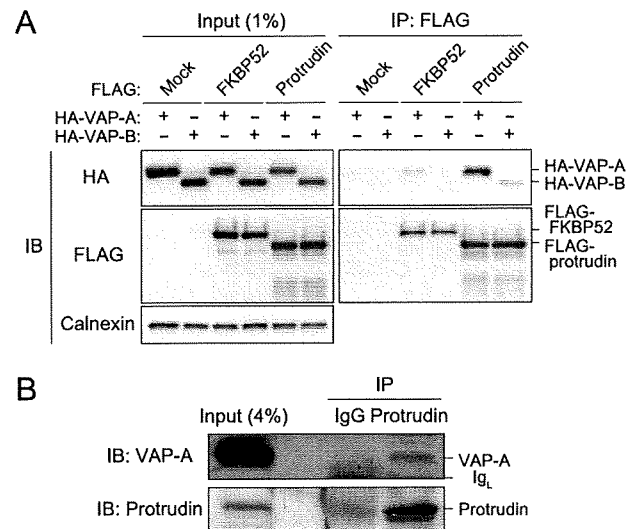 A
Input (1%) IP: FLAG
FLAG: Mock FKBP52 Protrudin Mock FKBP52 Protrudin
HA-VAP-A: + – + – + – + – + – + –
HA-VAP-B: – + – + – + – + – + – +
IB
HA
HA-VAP-A
HA-VAP-B
FLAG
FLAG-
FKBP52
FLAG-
protrudin
Calnexin
B
IP
Input (4%) IgG Protrudin
IB: VAP-A
VAP-A
IgL
IB: Protrudin
Protrudin